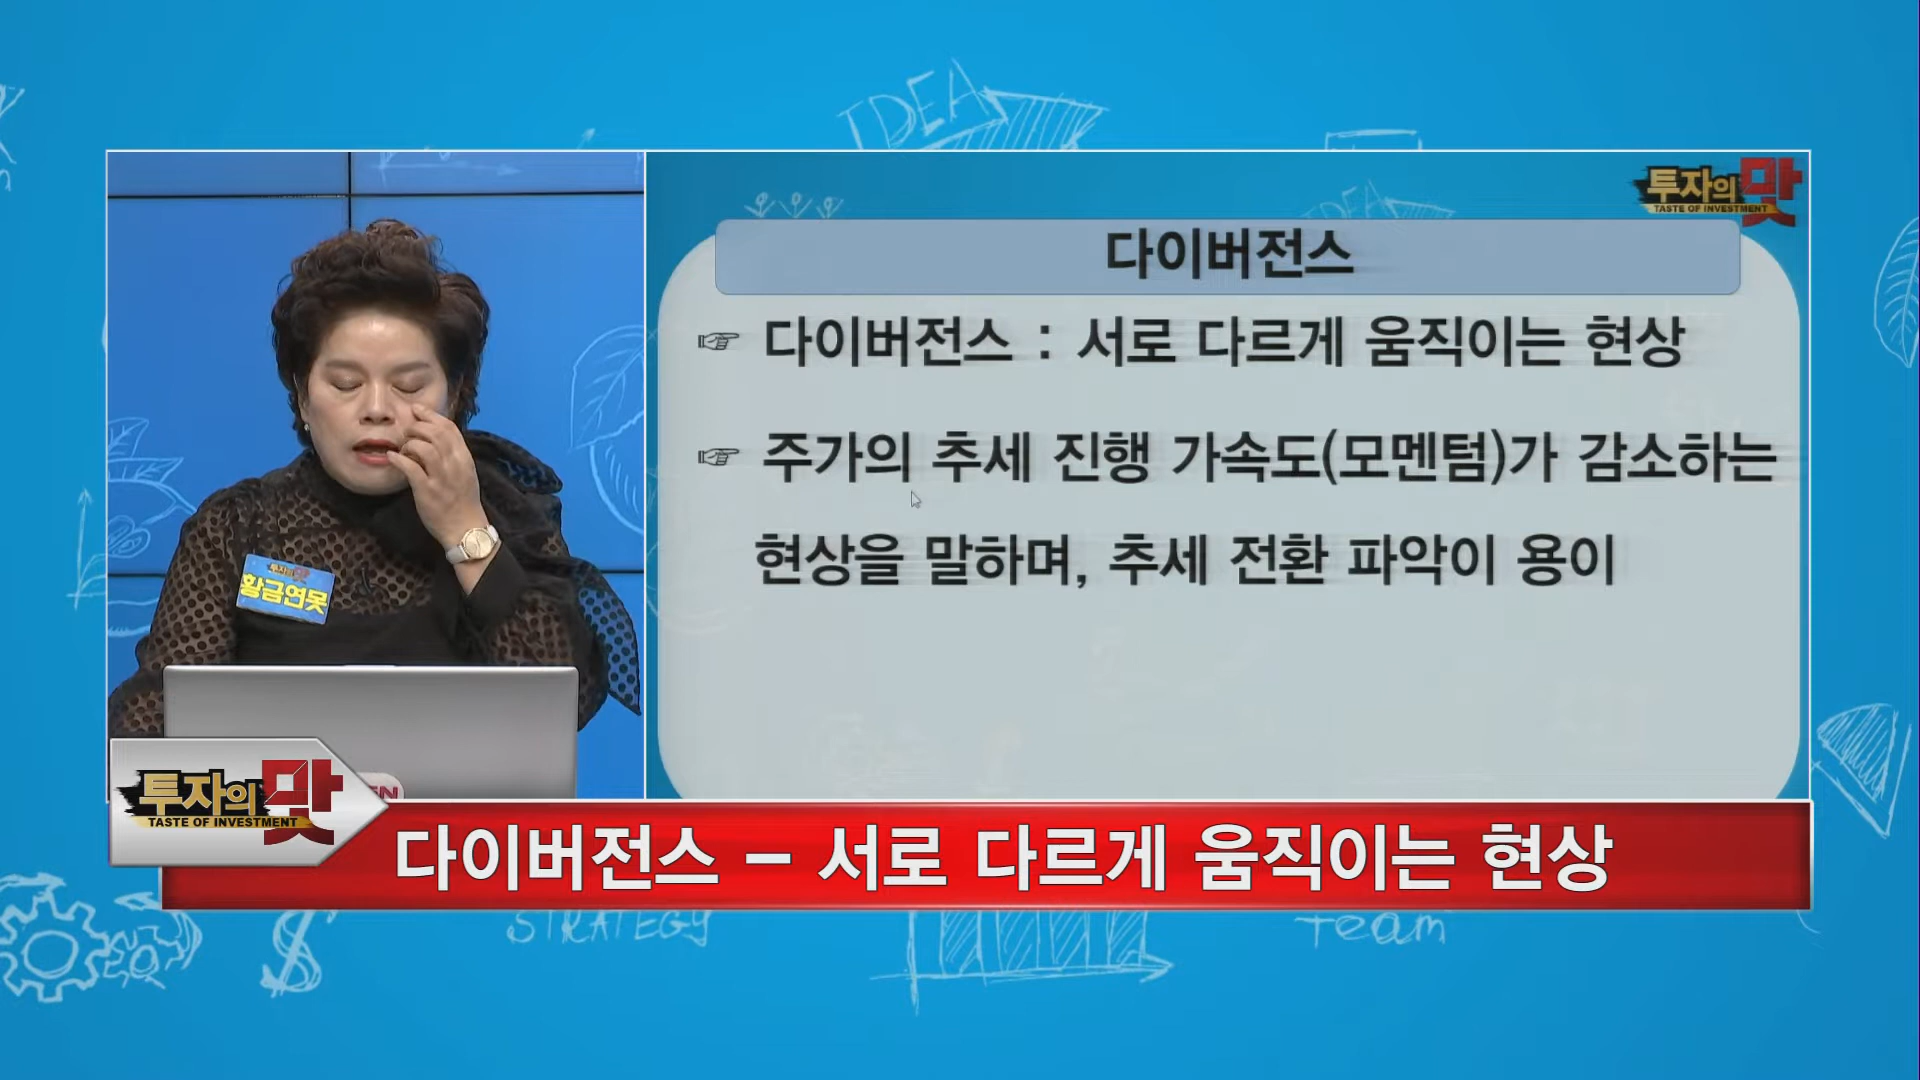 IDEA
투자의맛
TASTE OF INVESTMENT
다이버전스
☞ 다이버전스 : 서로 다르게 움직이는 현상
☞ 주가의 추세 진행 가속도(모멘텀)가 감소하는
현상을 말하며, 추세 전환 파악이 용이
투자의맛
황금연못
투자의맛
TASTE OF INVESTMENT
다이버전스 – 서로 다르게 움직이는 현상
$ STRATEGY
Team